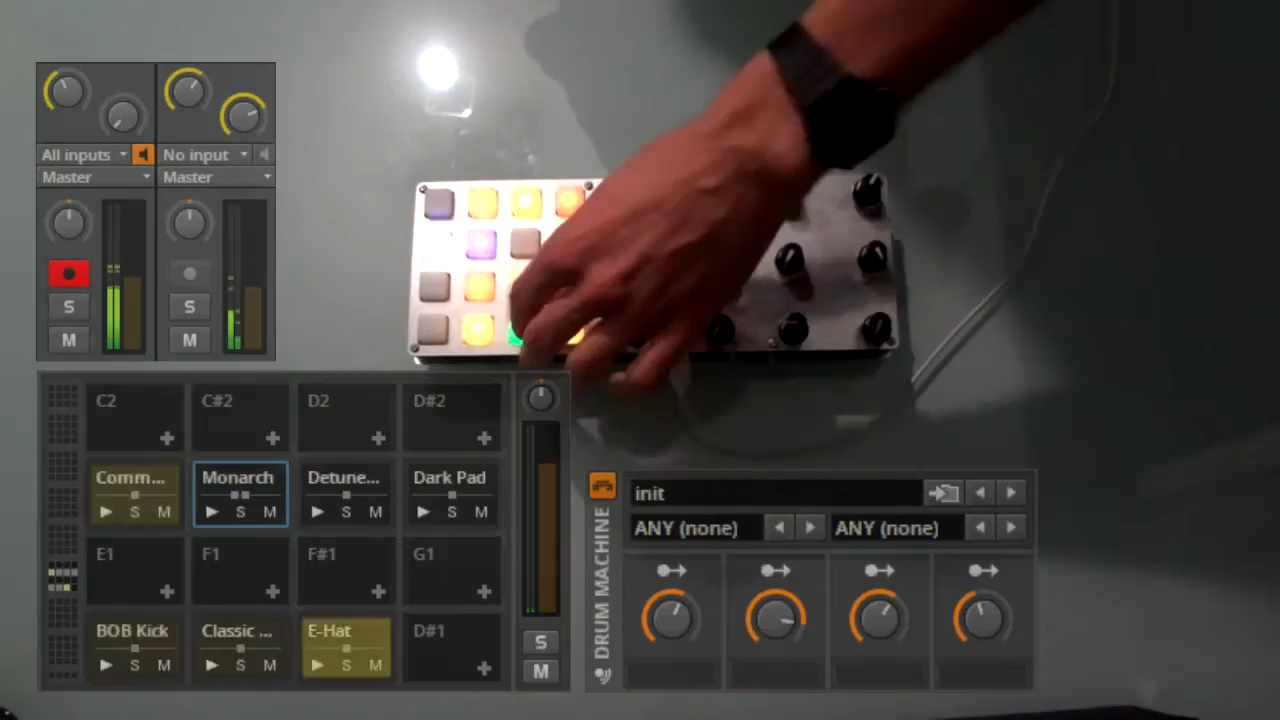 All inputs No input
Master Master
S S
M M
C2 C#2 D2 D#2
Comm... Monarch Detune... Dark Pad
S M S M S M S M
E1 F1 F#1 G1
BOB Kick Classic ... E-Hat D#1
S M S M S M
S
M
DRUM MACHINE
init
ANY (none) ANY (none)